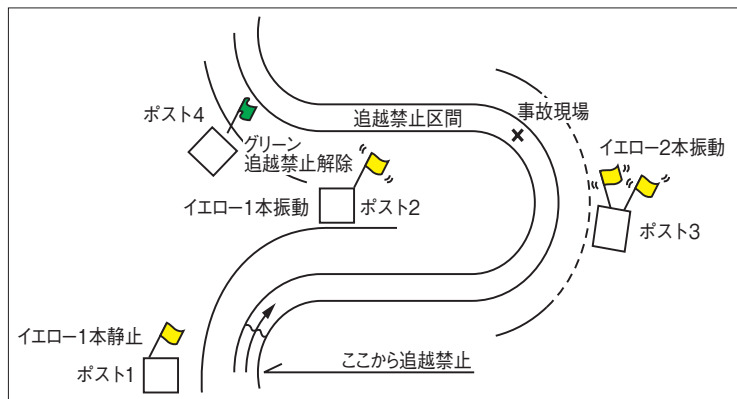 ポスト4
グリーン
追越禁止解除
追越禁止区間
事故現場
イエロー2本振動
ポスト3
イエロー1本振動
ポスト2
イエロー1本静止
ポスト1
ここから追越禁止